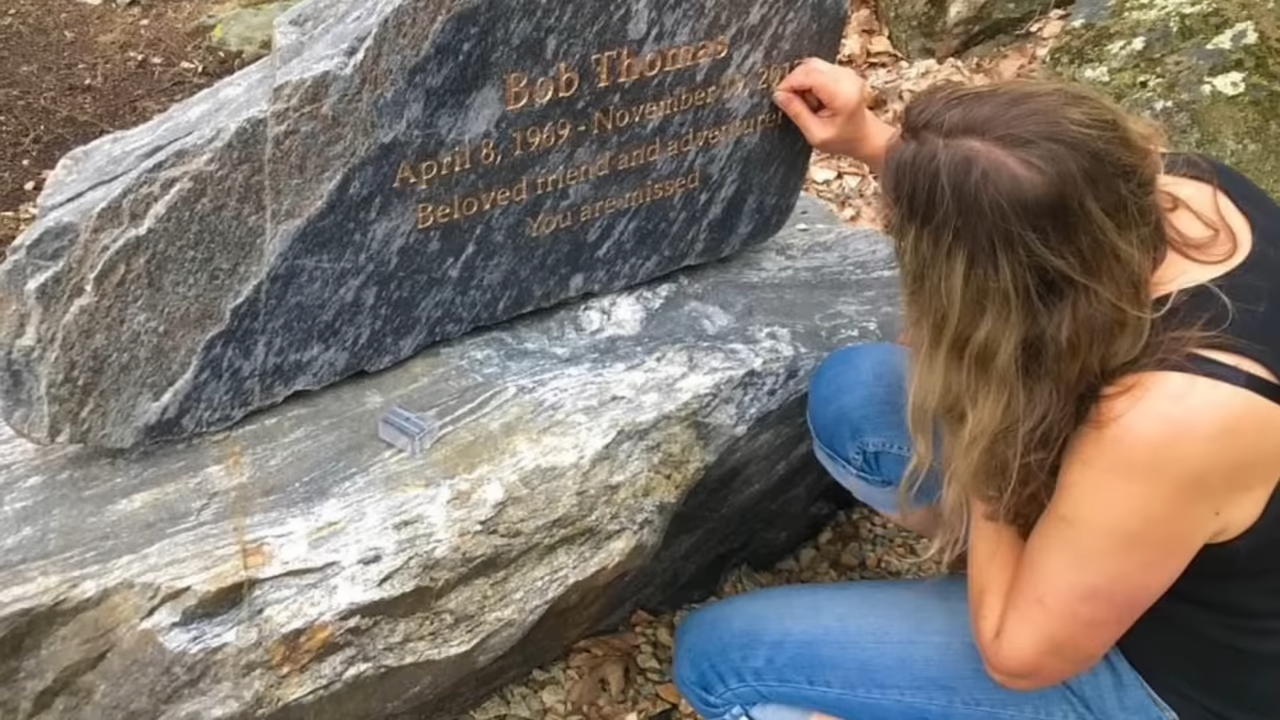 Bob Thomas
April 8, 1969 - November
Beloved friend and adventurer
You are missed